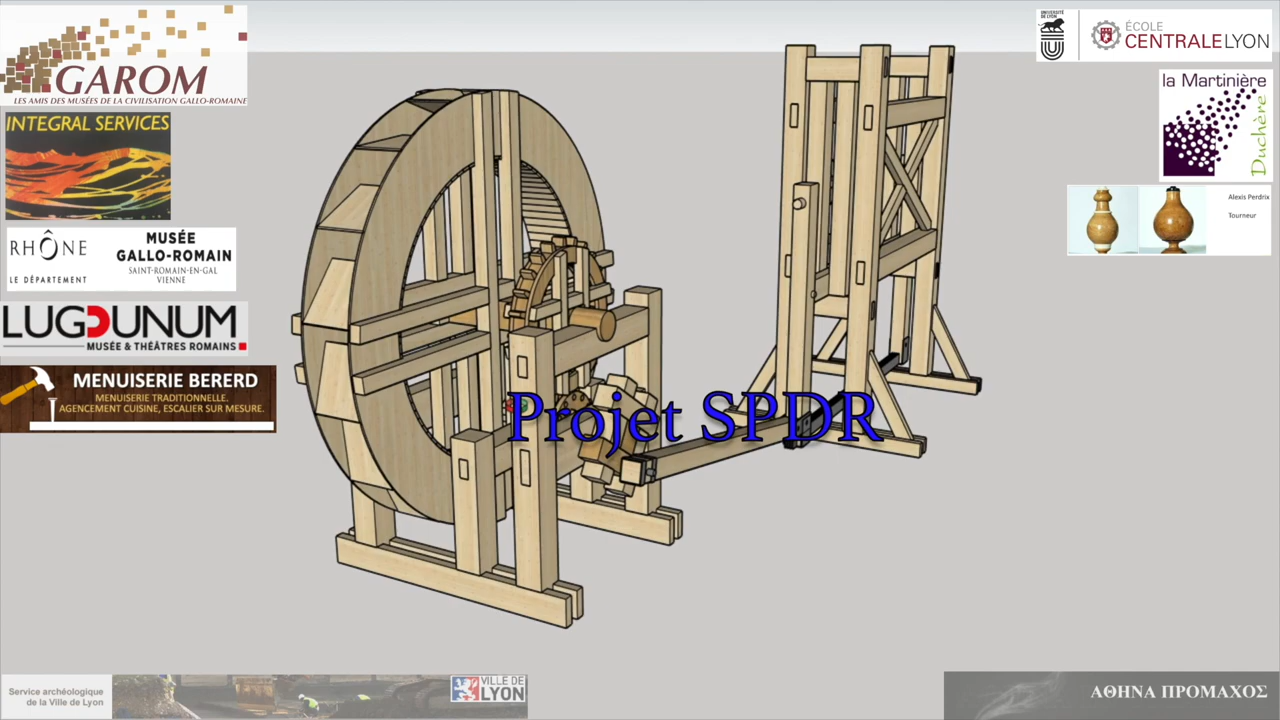 GAROM
LES AMIS DES MUSÉES DE LA CIVILISATION GALLO-ROMAINE
INTEGRAL SERVICES
RHÔNE
LE DÉPARTEMENT
MUSÉE
GALLO-ROMAIN
SAINT-ROMAIN-EN-GAL
VIENNE
LUGDUNUM
MUSÉE & THÉÂTRES ROMAINS
MENUISERIE BERERD
MENUISERIE TRADITIONNELLE.
AGENCEMENT CUISINE, ESCALIER SUR MESURE.
UNIVERSITÉ
DE LYON
ÉCOLE
CENTRALELYON
la Martinière
Duchère
Alexis Perdrix
Tourneur
Projet SPDR
Service archéologique
de la Ville de Lyon
VILLE DE
LYON
ΑΘΗΝΑ ΠΡΟΜΑΧΟΣ